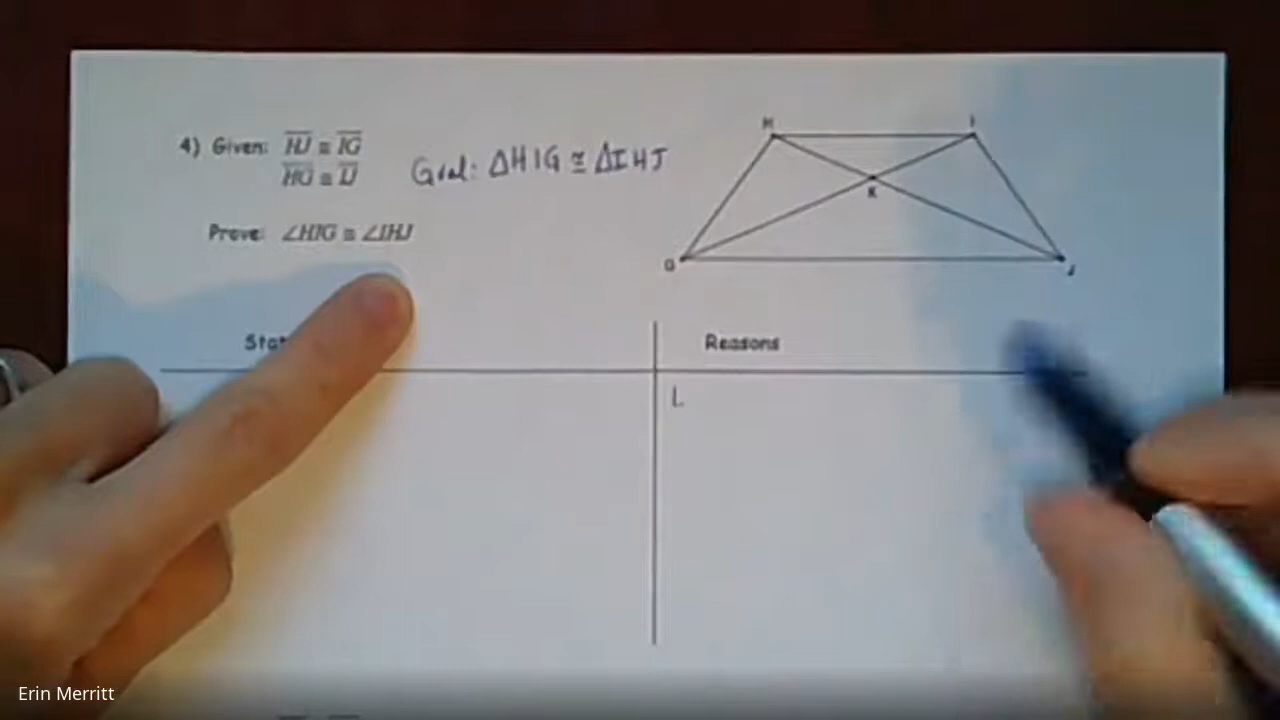 4) Given: HJ ≅ IG
HG ≅ IJ
Goal: ΔHIG ≅ ΔIHJ
Prove: ∠HIG ≅ ∠IHJ
H
I
K
G
J
Reasons
1.
Erin Merritt